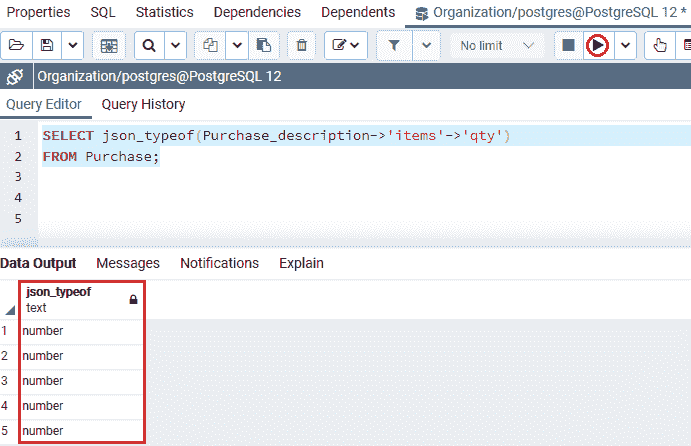 Properties SQL Statistics Dependencies Dependents Organization/postgres@PostgreSQL 12 *
No limit
Organization/postgres@PostgreSQL 12
Query Editor Query History
1 SELECT json_typeof(Purchase_description->'items'->'qty')
2 FROM Purchase;
3
4
5
Data Output Messages Notifications Explain
json_typeof
text
1 number
2 number
3 number
4 number
5 number